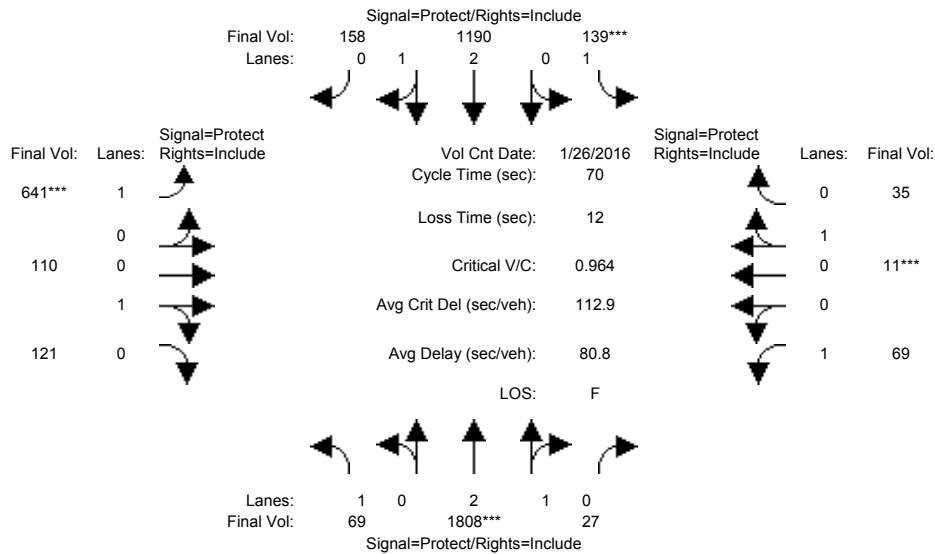 Signal=Protect/Rights=Include
Final Vol: 158 1190 139***
Lanes: 0 1 2 0 1
Signal=Protect Signal=Protect
Final Vol: Lanes: Rights=Include Vol Cnt Date: 1/26/2016 Rights=Include Lanes: Final Vol:
Cycle Time (sec): 70
641*** 1 0 35
Loss Time (sec): 12
0 1
110 0 Critical V/C: 0.964 0 11***
1 Avg Crit Del (sec/veh): 112.9 0
121 0 Avg Delay (sec/veh): 80.8 1 69
LOS: F
Lanes: 1 0 2 1 0
Final Vol: 69 1808*** 27
Signal=Protect/Rights=Include